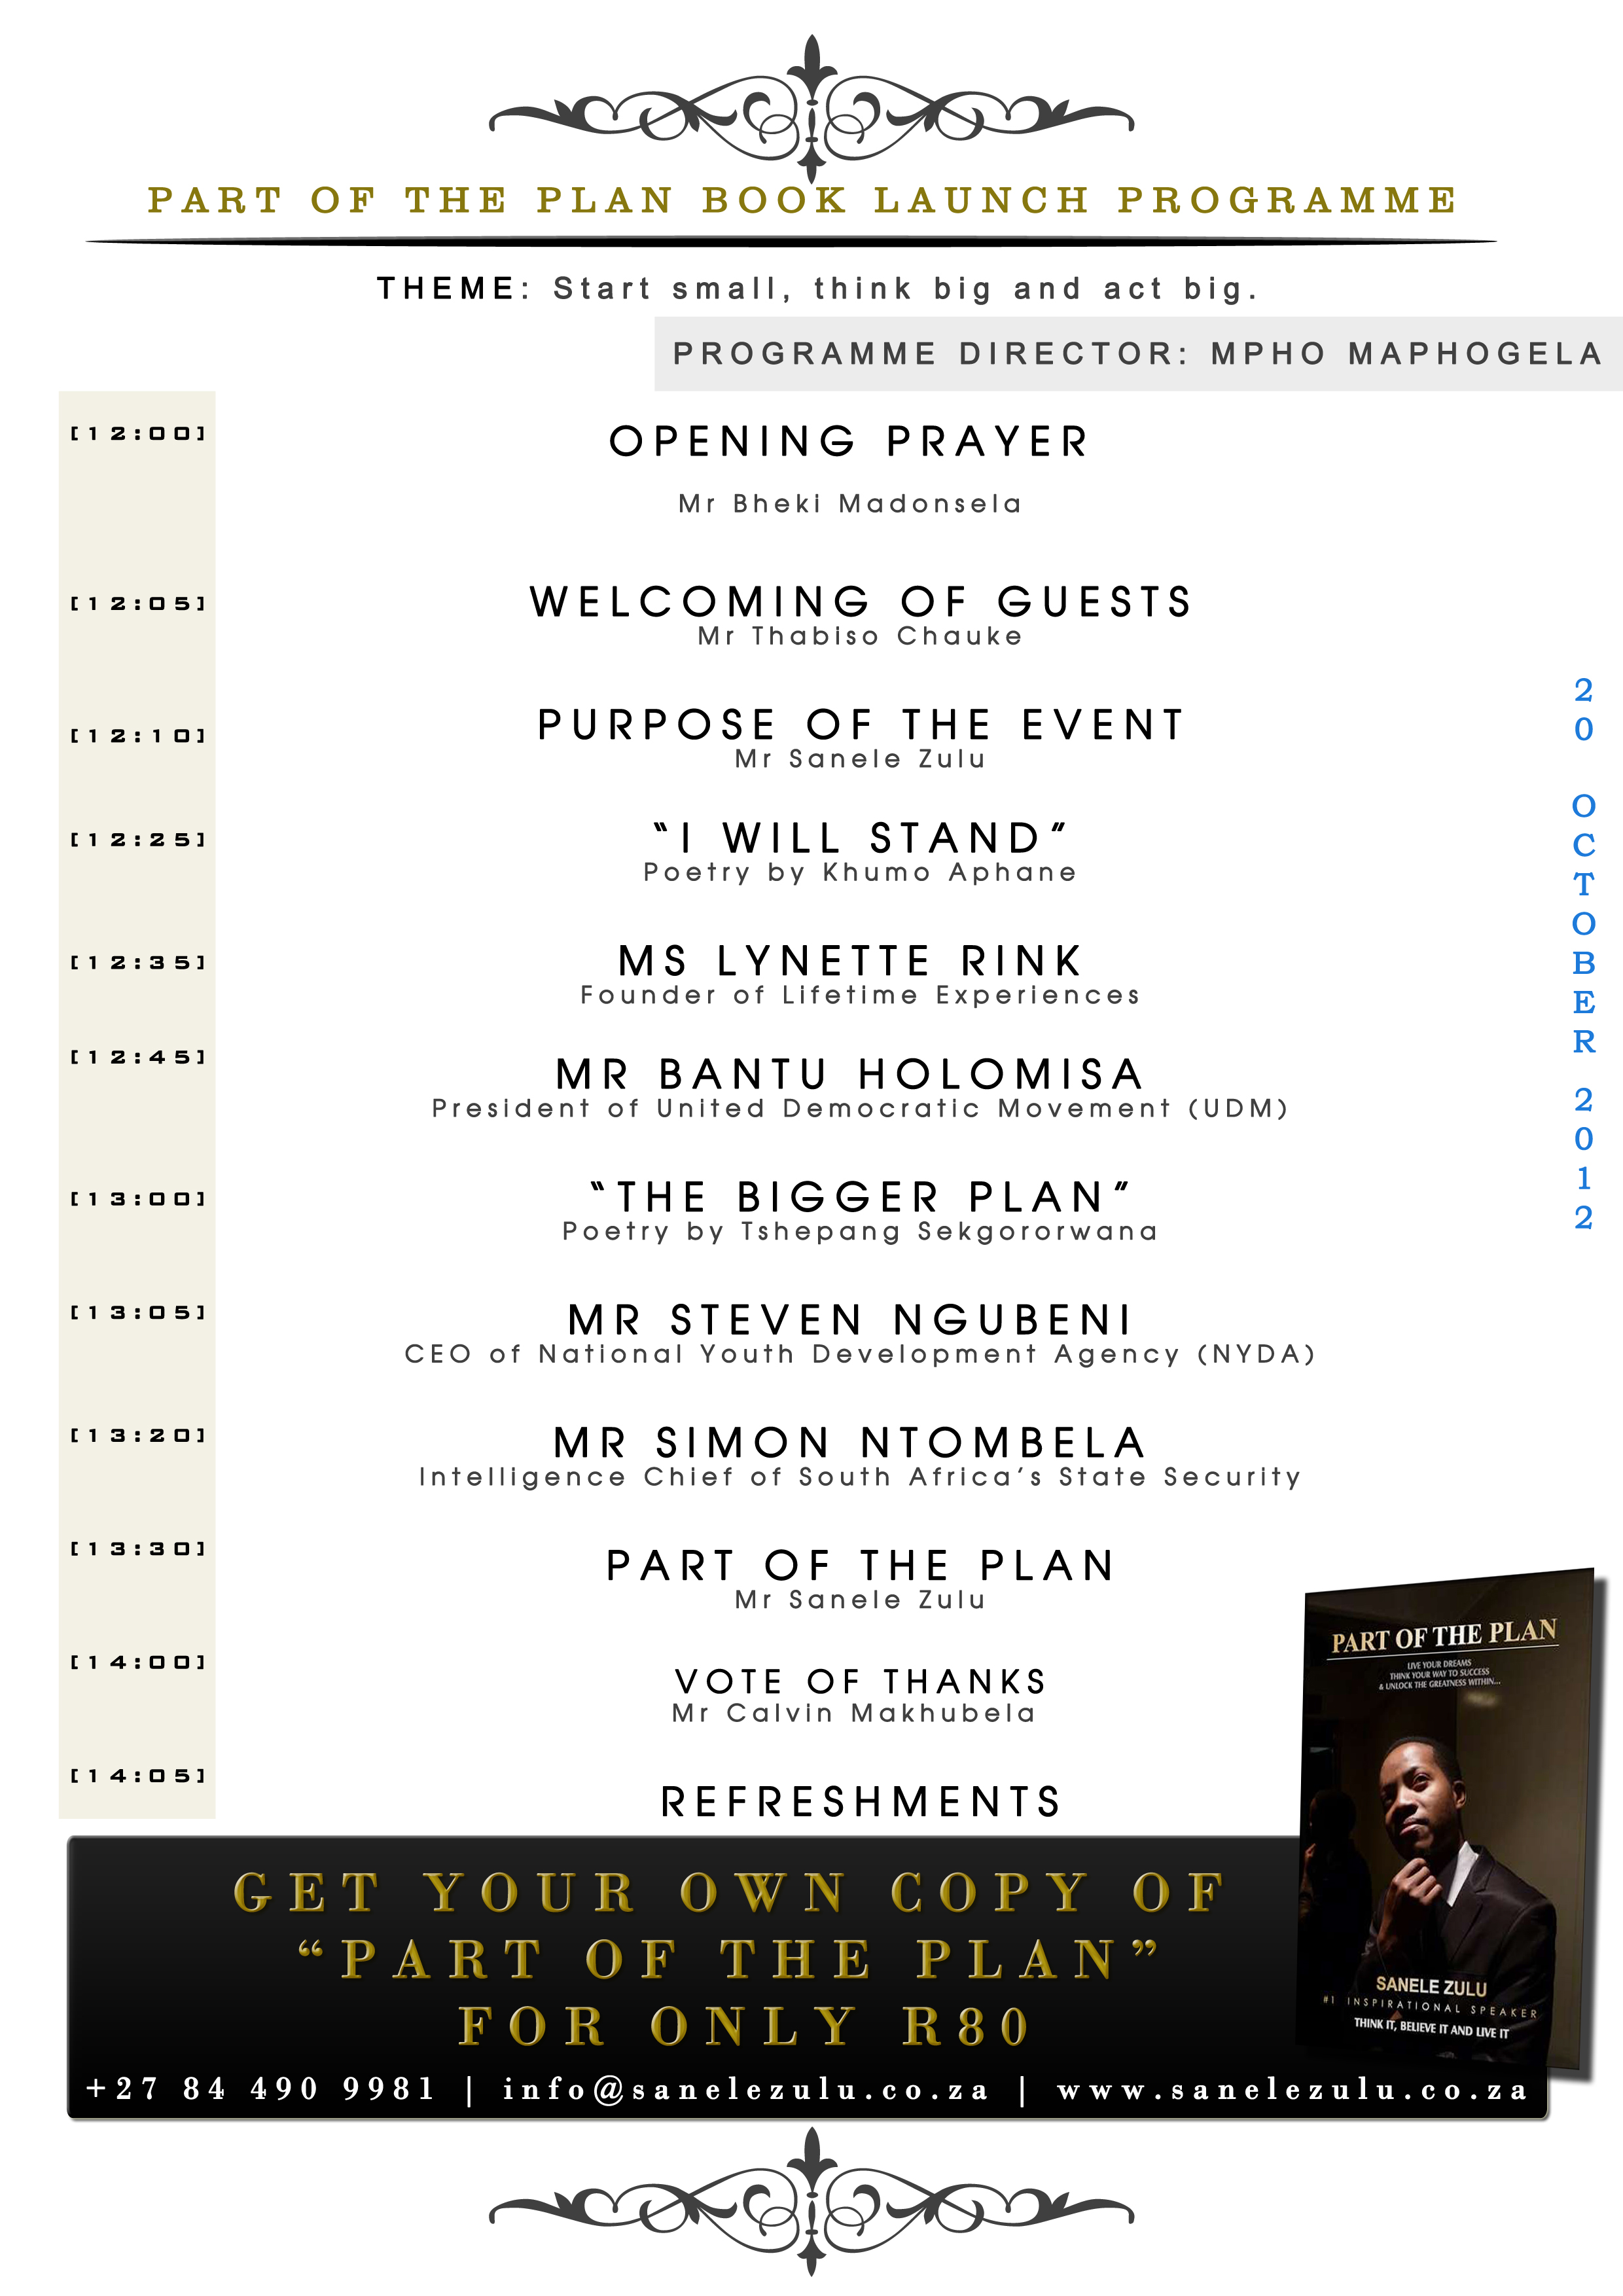 PART OF THE PLAN BOOK LAUNCH PROGRAMME
THEME: Start small, think big and act big.
PROGRAMME DIRECTOR: MPHO MAPHOGELA
[12:00]
OPENING PRAYER
Mr Bheki Madonsela
[12:05]
WELCOMING OF GUESTS
Mr Thabiso Chauke
[12:10]
PURPOSE OF THE EVENT
Mr Sanele Zulu
[12:25]
“I WILL STAND”
Poetry by Khumo Aphane
[12:35]
MS LYNETTE RINK
Founder of Lifetime Experiences
[12:45]
MR BANTU HOLOMISA
President of United Democratic Movement (UDM)
[13:00]
“THE BIGGER PLAN”
Poetry by Tshepang Sekgororwana
[13:05]
MR STEVEN NGUBENI
CEO of National Youth Development Agency (NYDA)
[13:20]
MR SIMON NTOMBELA
Intelligence Chief of South Africa’s State Security
[13:30]
PART OF THE PLAN
Mr Sanele Zulu
[14:00]
VOTE OF THANKS
Mr Calvin Makhubela
[14:05]
REFRESHMENTS
20 OCTOBER 2012
PART OF THE PLAN
LIVE YOUR DREAMS
THINK YOUR WAY TO SUCCESS
& UNLOCK THE GREATNESS WITHIN...
SANELE ZULU
#1 INSPIRATIONAL SPEAKER
THINK IT, BELIEVE IT AND LIVE IT
GET YOUR OWN COPY OF
“PART OF THE PLAN”
FOR ONLY R80
+27 84 490 9981 | info@sanelezulu.co.za | www.sanelezulu.co.za